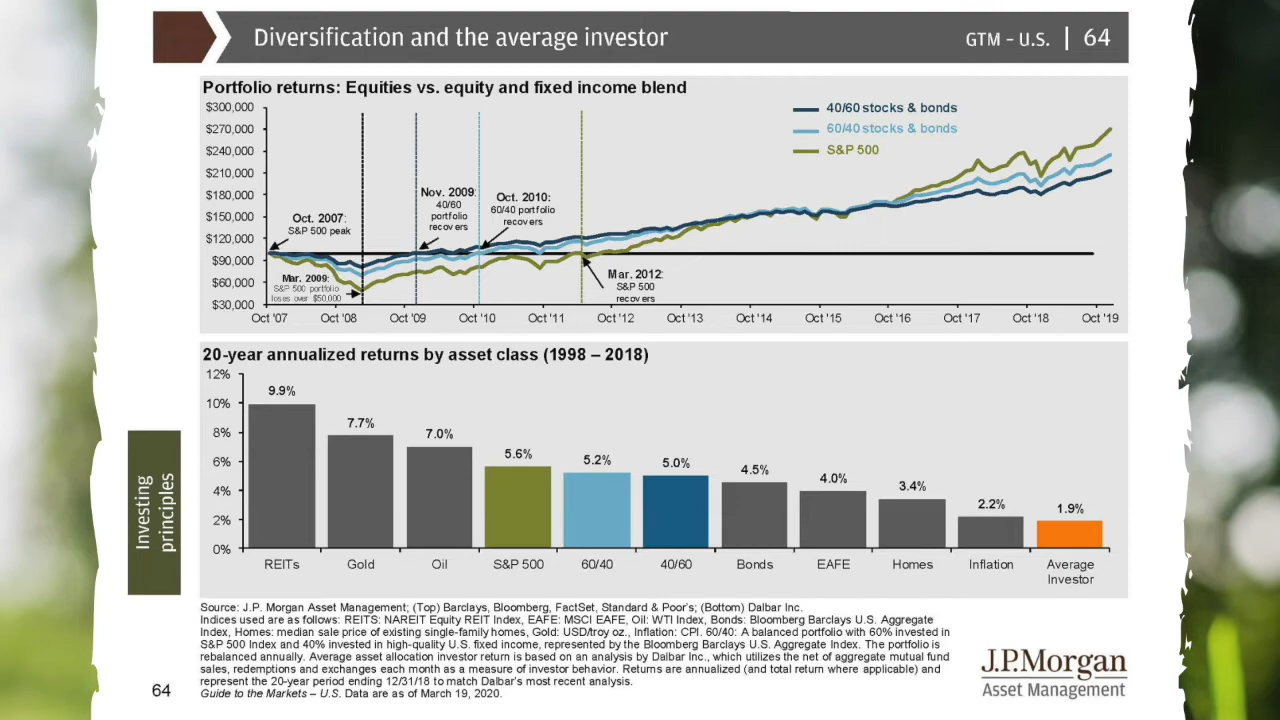 Diversification and the average investor
GTM – U.S. | 64
Portfolio returns: Equities vs. equity and fixed income blend
$300,000
$270,000
$240,000
$210,000
$180,000
$150,000
$120,000
$90,000
$60,000
$30,000
40/60 stocks & bonds
60/40 stocks & bonds
S&P 500
Oct. 2007:
S&P 500 peak
Mar. 2009:
S&P 500 portfolio
loses over $50,000
Nov. 2009:
40/60
portfolio
recovers
Oct. 2010:
60/40 portfolio
recovers
Mar. 2012:
S&P 500
recovers
Oct '07 Oct '08 Oct '09 Oct '10 Oct '11 Oct '12 Oct '13 Oct '14 Oct '15 Oct '16 Oct '17 Oct '18 Oct '19
20-year annualized returns by asset class (1998 – 2018)
12%
10%
8%
6%
4%
2%
0%
9.9%
7.7%
7.0%
5.6%
5.2%
5.0%
4.5%
4.0%
3.4%
2.2%
1.9%
REITs Gold Oil S&P 500 60/40 40/60 Bonds EAFE Homes Inflation Average
Investor
Investing
principles
Source: J.P. Morgan Asset Management; (Top) Barclays, Bloomberg, FactSet, Standard & Poor's; (Bottom) Dalbar Inc.
Indices used are as follows: REITS: NAREIT Equity REIT Index, EAFE: MSCI EAFE, Oil: WTI Index, Bonds: Bloomberg Barclays U.S. Aggregate
Index, Homes: median sale price of existing single-family homes, Gold: USD/troy oz., Inflation: CPI. 60/40: A balanced portfolio with 60% invested in
S&P 500 Index and 40% invested in high-quality U.S. fixed income, represented by the Bloomberg Barclays U.S. Aggregate Index. The portfolio is
rebalanced annually. Average asset allocation investor return is based on an analysis by Dalbar Inc., which utilizes the net of aggregate mutual fund
sales, redemptions and exchanges each month as a measure of investor behavior. Returns are annualized (and total return where applicable) and
represent the 20-year period ending 12/31/18 to match Dalbar's most recent analysis.
Guide to the Markets – U.S. Data are as of March 19, 2020.
64
J.P.Morgan
Asset Management